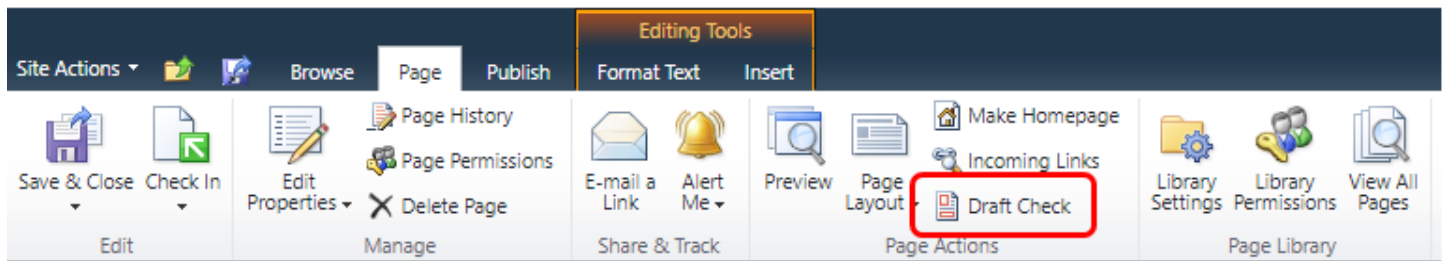 Editing Tools
Site Actions Browse Page Publish Format Text Insert
Save & Close
Check In
Edit
Edit Properties
Page History
Page Permissions
Delete Page
Manage
E-mail a Link
Alert Me
Share & Track
Preview
Page Layout
Make Homepage
Incoming Links
Draft Check
Page Actions
Library Settings
Library Permissions
View All Pages
Page Library